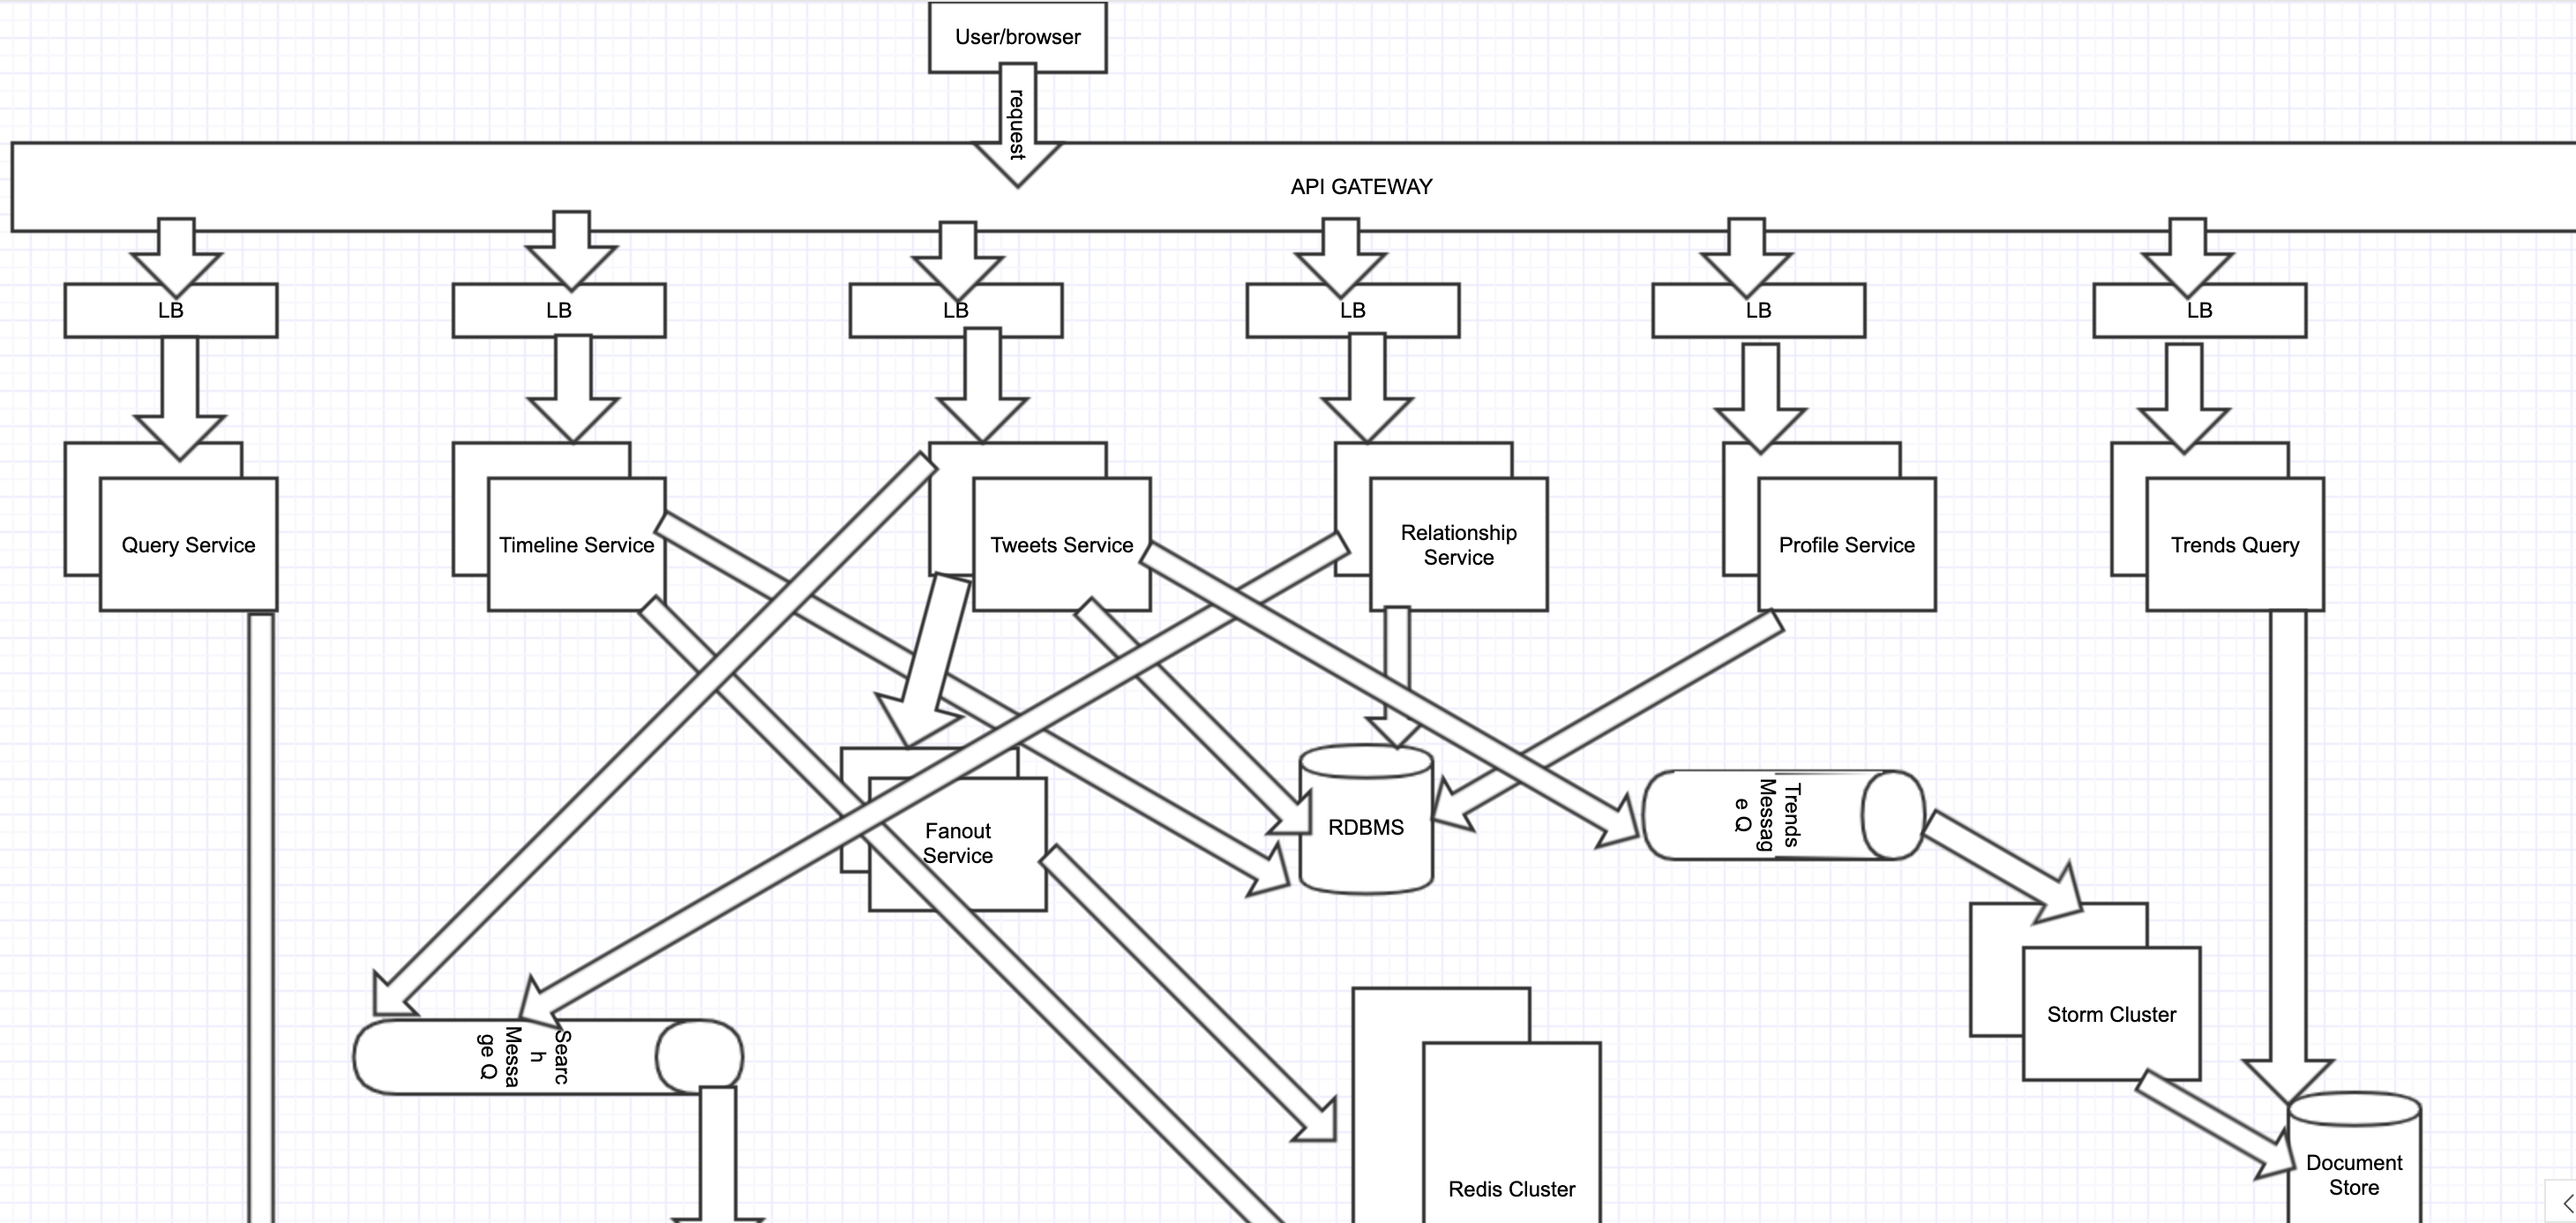 User/browser
request
API GATEWAY
LB
LB
LB
LB
LB
LB
Query Service
Timeline Service
Tweets Service
Relationship
Service
Profile Service
Trends Query
Fanout
Service
RDBMS
Trends
Messag
e Q
Storm Cluster
Searc
h
Messa
ge Q
Redis Cluster
Document
Store